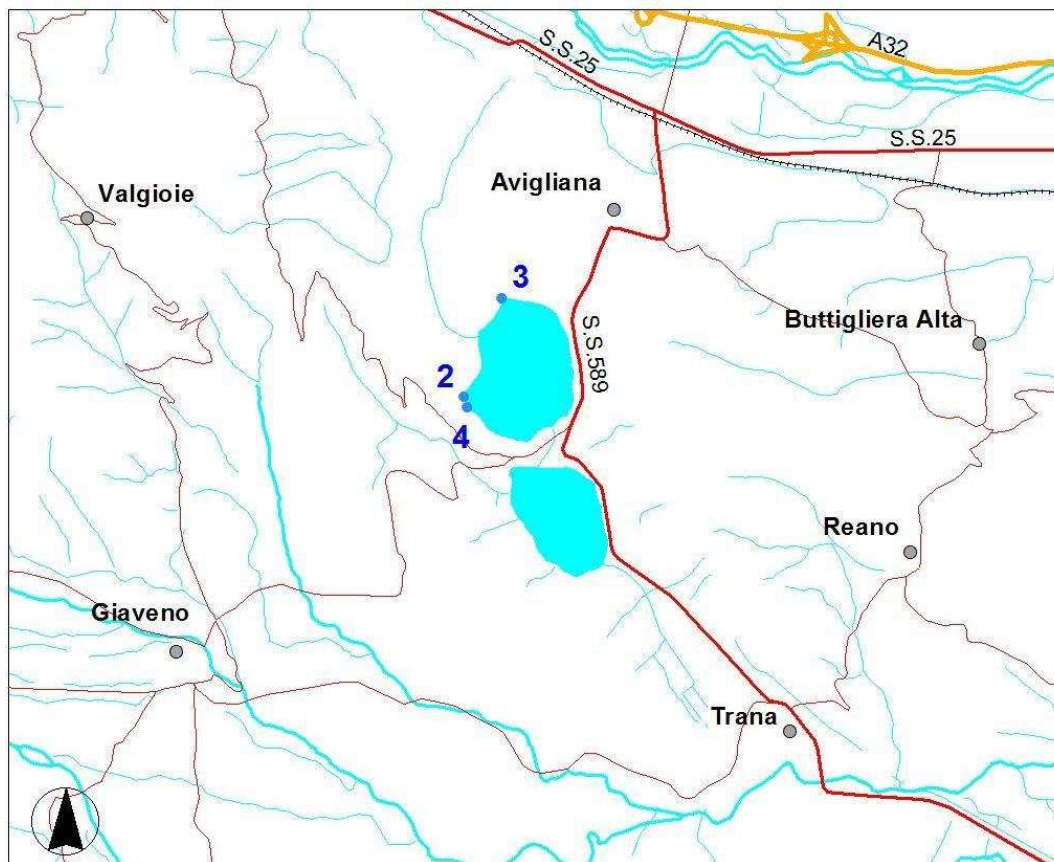 A32
S.S.25
S.S.25
Valgioie
Avigliana
3
Buttigliera Alta
S.S.589
2
4
Reano
Giaveno
Trana